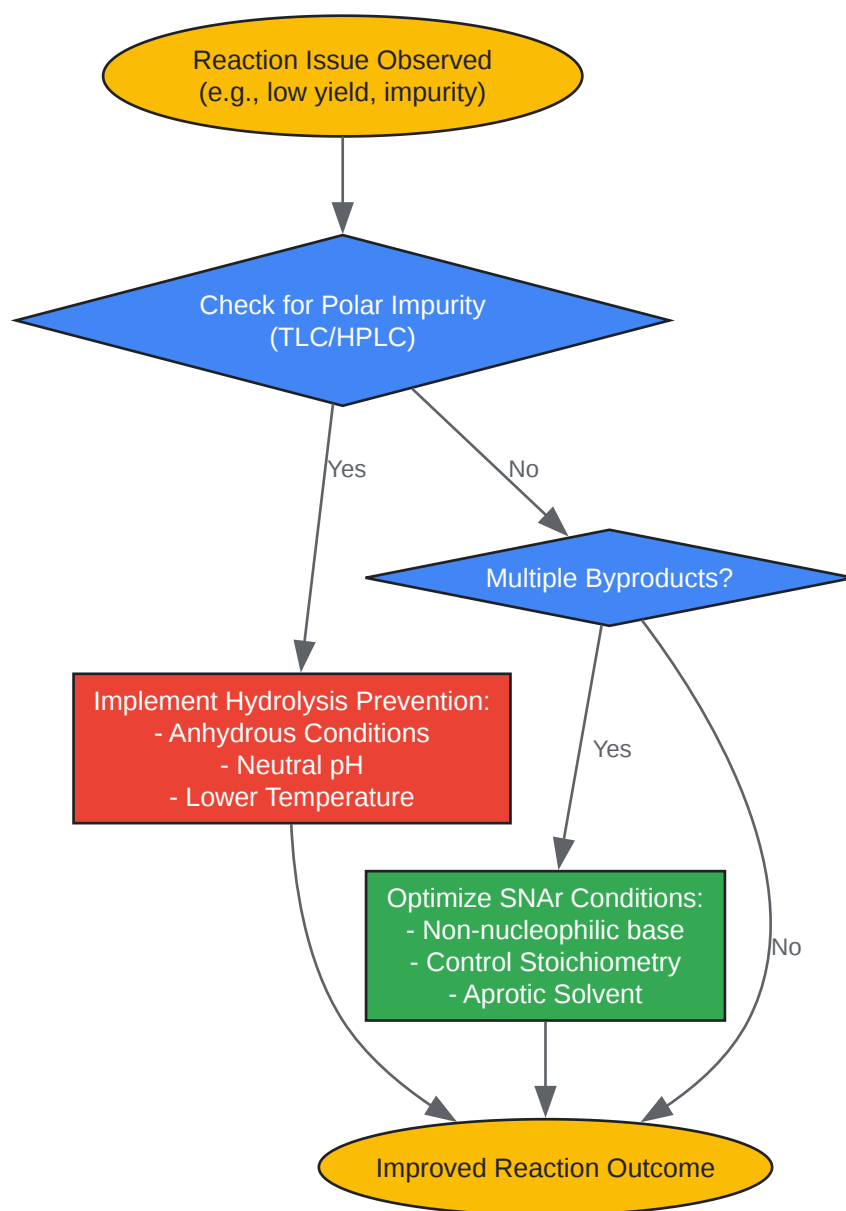 Reaction Issue Observed
(e.g., low yield, impurity)
Check for Polar Impurity
(TLC/HPLC)
Yes
No
Multiple Byproducts?
Implement Hydrolysis Prevention:
- Anhydrous Conditions
- Neutral pH
- Lower Temperature
Yes
Optimize SNAr Conditions:
- Non-nucleophilic base
- Control Stoichiometry
- Aprotic Solvent
No
Improved Reaction Outcome